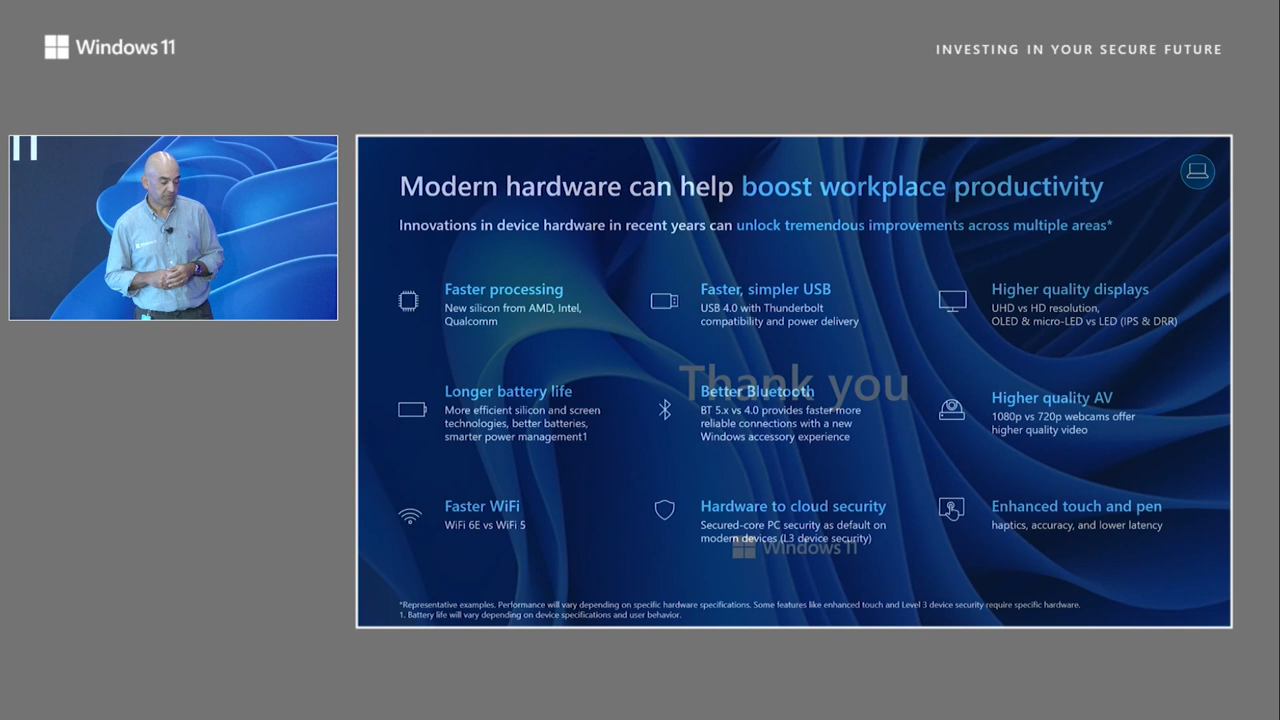 Windows 11
INVESTING IN YOUR SECURE FUTURE
11
Modern hardware can help boost workplace productivity
Innovations in device hardware in recent years can unlock tremendous improvements across multiple areas*
Faster processing
New silicon from AMD, Intel,
Qualcomm
Faster, simpler USB
USB 4.0 with Thunderbolt
compatibility and power delivery
Higher quality displays
UHD vs HD resolution,
OLED & micro-LED vs LED (IPS & DRR)
Thank you
Longer battery life
More efficient silicon and screen
technologies, better batteries,
smarter power management1
Better Bluetooth
BT 5.x vs 4.0 provides faster more
reliable connections with a new
Windows accessory experience
Higher quality AV
1080p vs 720p webcams offer
higher quality video
Faster WiFi
WiFi 6E vs WiFi 5
Hardware to cloud security
Secured-core PC security as default on
modern devices (L3 device security)
Enhanced touch and pen
haptics, accuracy, and lower latency
Windows 11
*Representative examples. Performance will vary depending on specific hardware specifications. Some features like enhanced touch and Level 3 device security require specific hardware.
1. Battery life will vary depending on device specifications and user behavior.